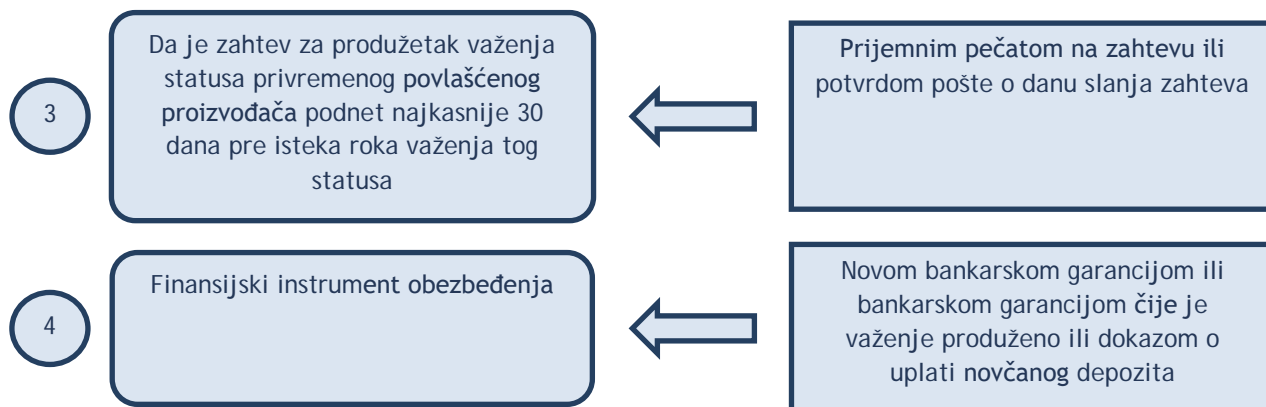 3
Da je zahtev za produžetak važenja
statusa privremenog povlašćenog
proizvođača podnet najkasnije 30
dana pre isteka roka važenja tog
statusa
Prijemnim pečatom na zahtevu ili
potvrdom pošte o danu slanja zahteva
4
Finansijski instrument obezbeđenja
Novom bankarskom garancijom ili
bankarskom garancijom čije je
važenje produženo ili dokazom o
uplati novčanog depozita